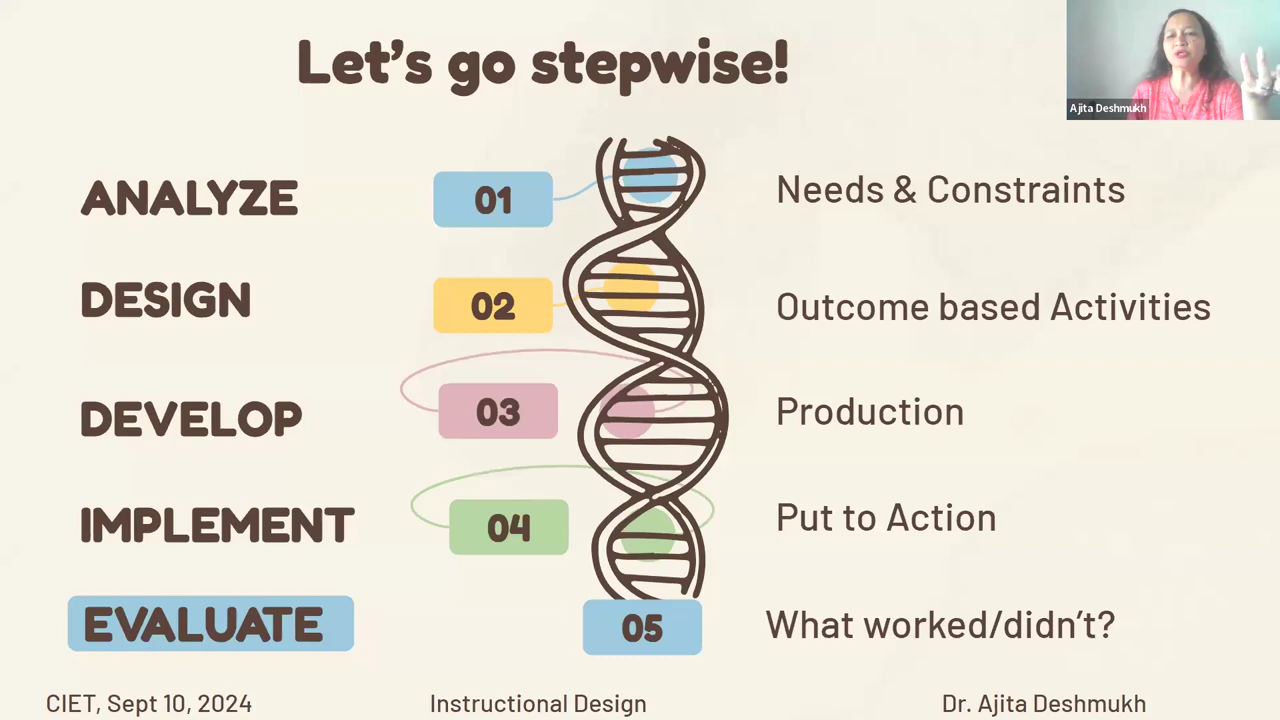 Let's go stepwise!
Ajita Deshmukh
ANALYZE 01 Needs & Constraints
DESIGN 02 Outcome based Activities
DEVELOP 03 Production
IMPLEMENT 04 Put to Action
EVALUATE 05 What worked/didn't?
CIET, Sept 10, 2024 Instructional Design Dr. Ajita Deshmukh